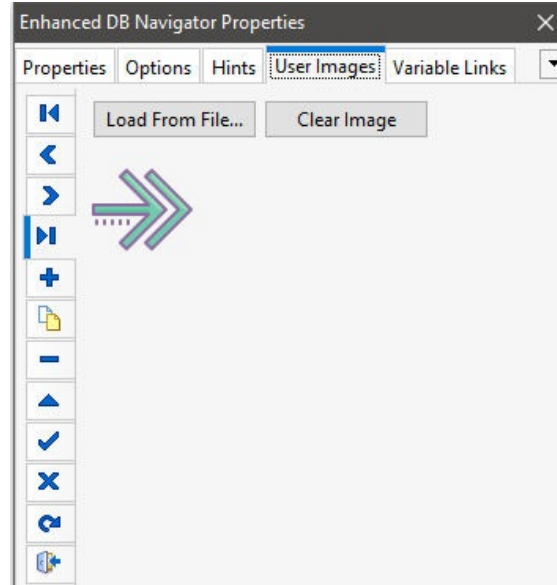 Enhanced DB Navigator Properties
Properties Options Hints User Images Variable Links
Load From File... Clear Image